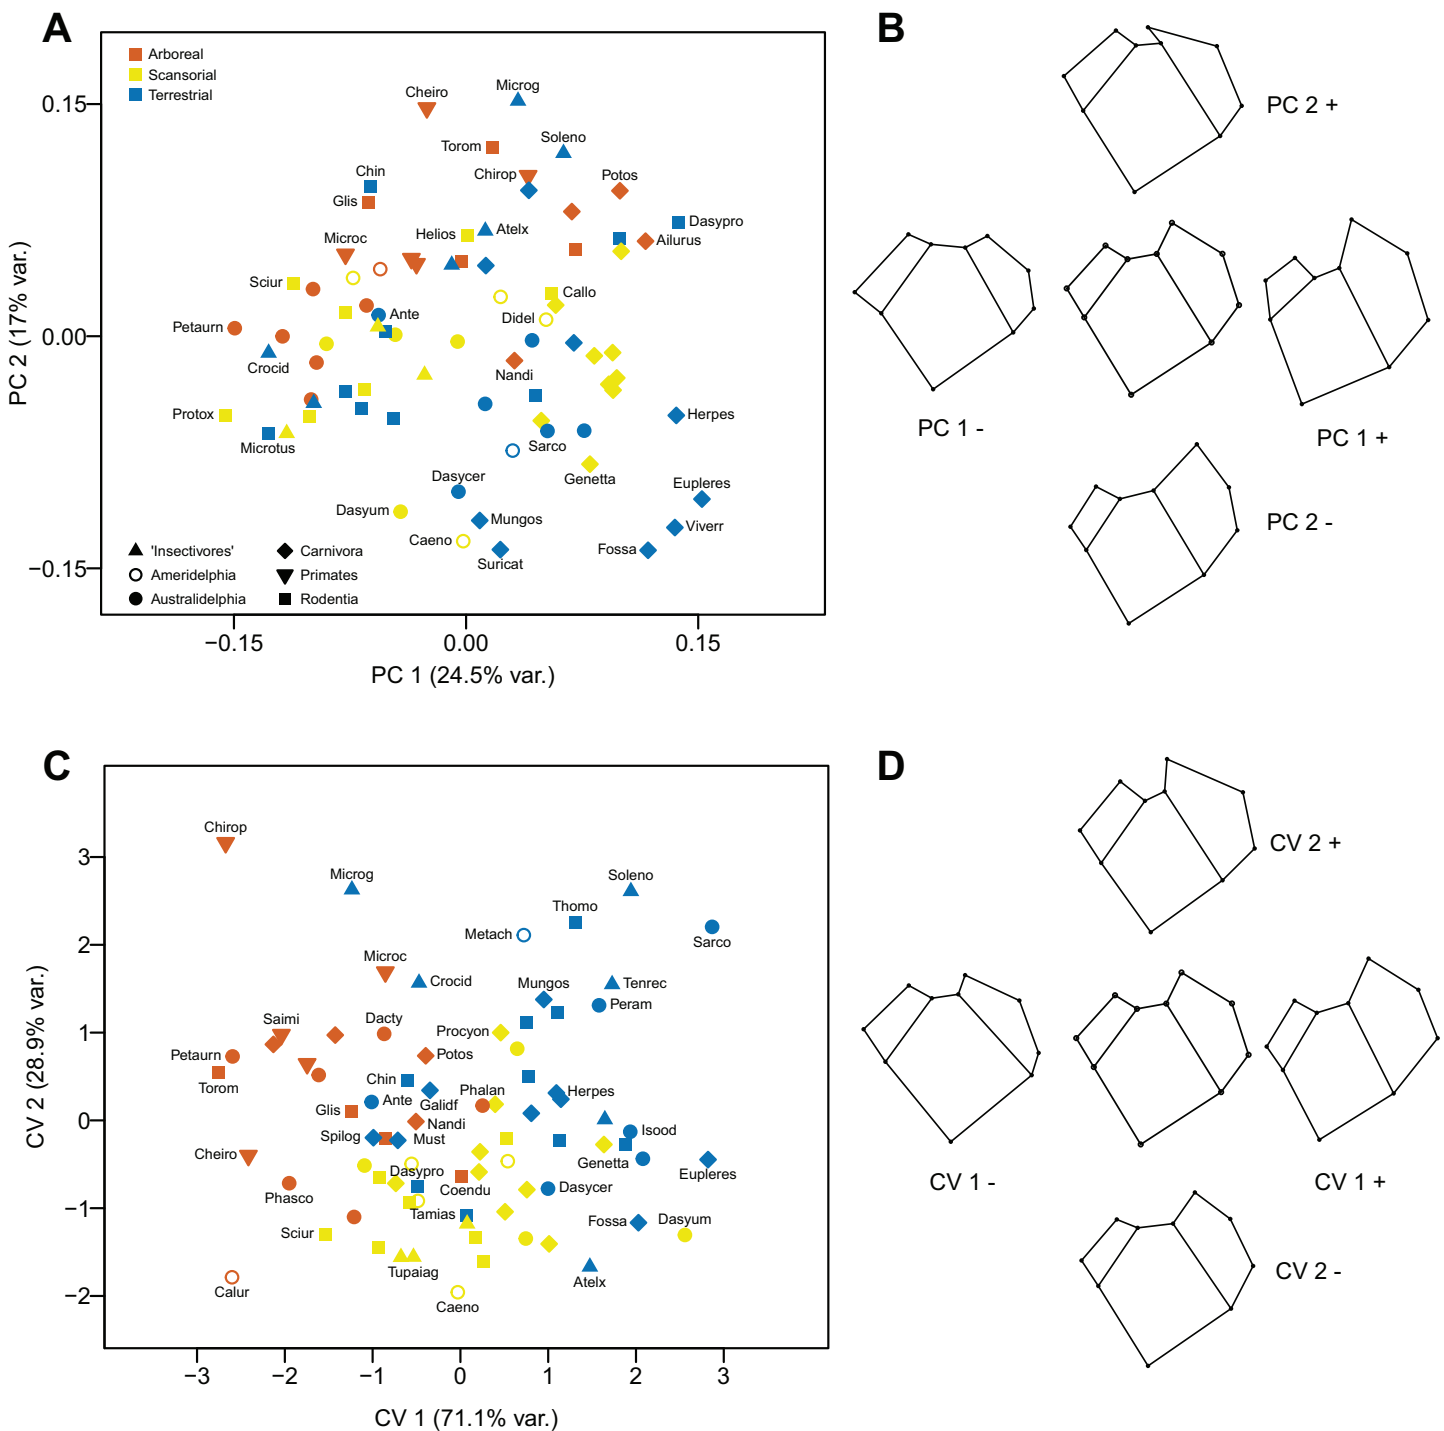 A
B
Arboreal
Scansorial
Terrestrial
Cheiro
Microg
Torom
Soleno
Chirop
Potos
Chin
Glis
Dasypro
Helios
Atelx
Ailurus
Microc
Sciur
Callo
Ante
Didel
Petaurn
Crocid
Nandi
Protox
Herpes
Microtus
Sarco
Genetta
Dasycer
Eupleres
Dasyum
Mungos
Viverr
Caeno
Suricat
Fossa
'Insectivores'
Ameridelphia
Australidelphia
Carnivora
Primates
Rodentia
0.15
0.00
−0.15
PC 2 (17% var.)
−0.15
0.00
0.15
PC 1 (24.5% var.)
PC 2 +
PC 1 -
PC 1 +
PC 2 -
C
D
Chirop
Microg
Soleno
Thomo
Metach
Sarco
Microc
Crocid
Mungos
Tenrec
Peram
Saimi
Dacty
Procyon
Petaurn
Potos
Torom
Chin
Phalan
Herpes
Ante
Galidf
Glis
Nandi
Spilog
Must
Isood
Cheiro
Genetta
Dasypro
Eupleres
Coendu
Dasycer
Phasco
Tamias
Fossa
Dasyum
Sciur
Tupaiag
Atelx
Calur
Caeno
3
2
1
0
−1
−2
CV 2 (28.9% var.)
−3
−2
−1
0
1
2
3
CV 1 (71.1% var.)
CV 2 +
CV 1 -
CV 1 +
CV 2 -